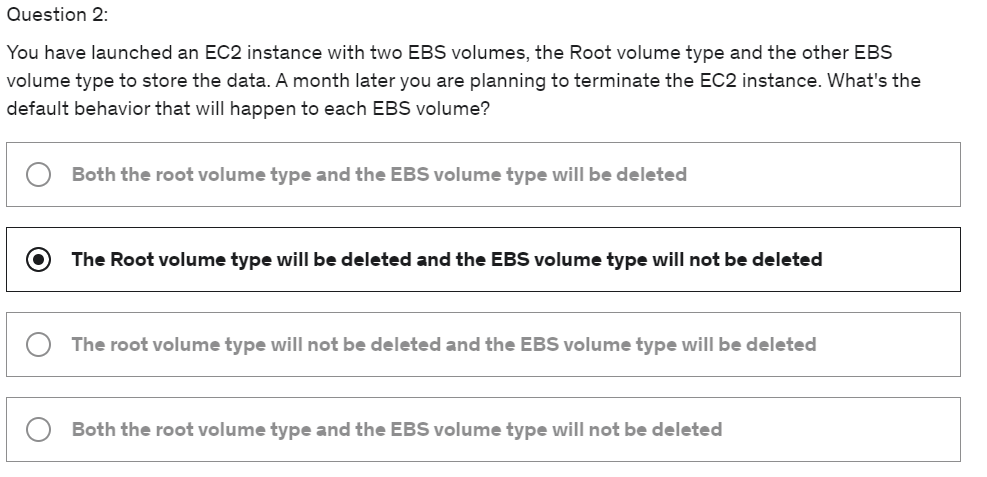 Question 2:
You have launched an EC2 instance with two EBS volumes, the Root volume type and the other EBS
volume type to store the data. A month later you are planning to terminate the EC2 instance. What's the
default behavior that will happen to each EBS volume?
Both the root volume type and the EBS volume type will be deleted
The Root volume type will be deleted and the EBS volume type will not be deleted
The root volume type will not be deleted and the EBS volume type will be deleted
Both the root volume type and the EBS volume type will not be deleted